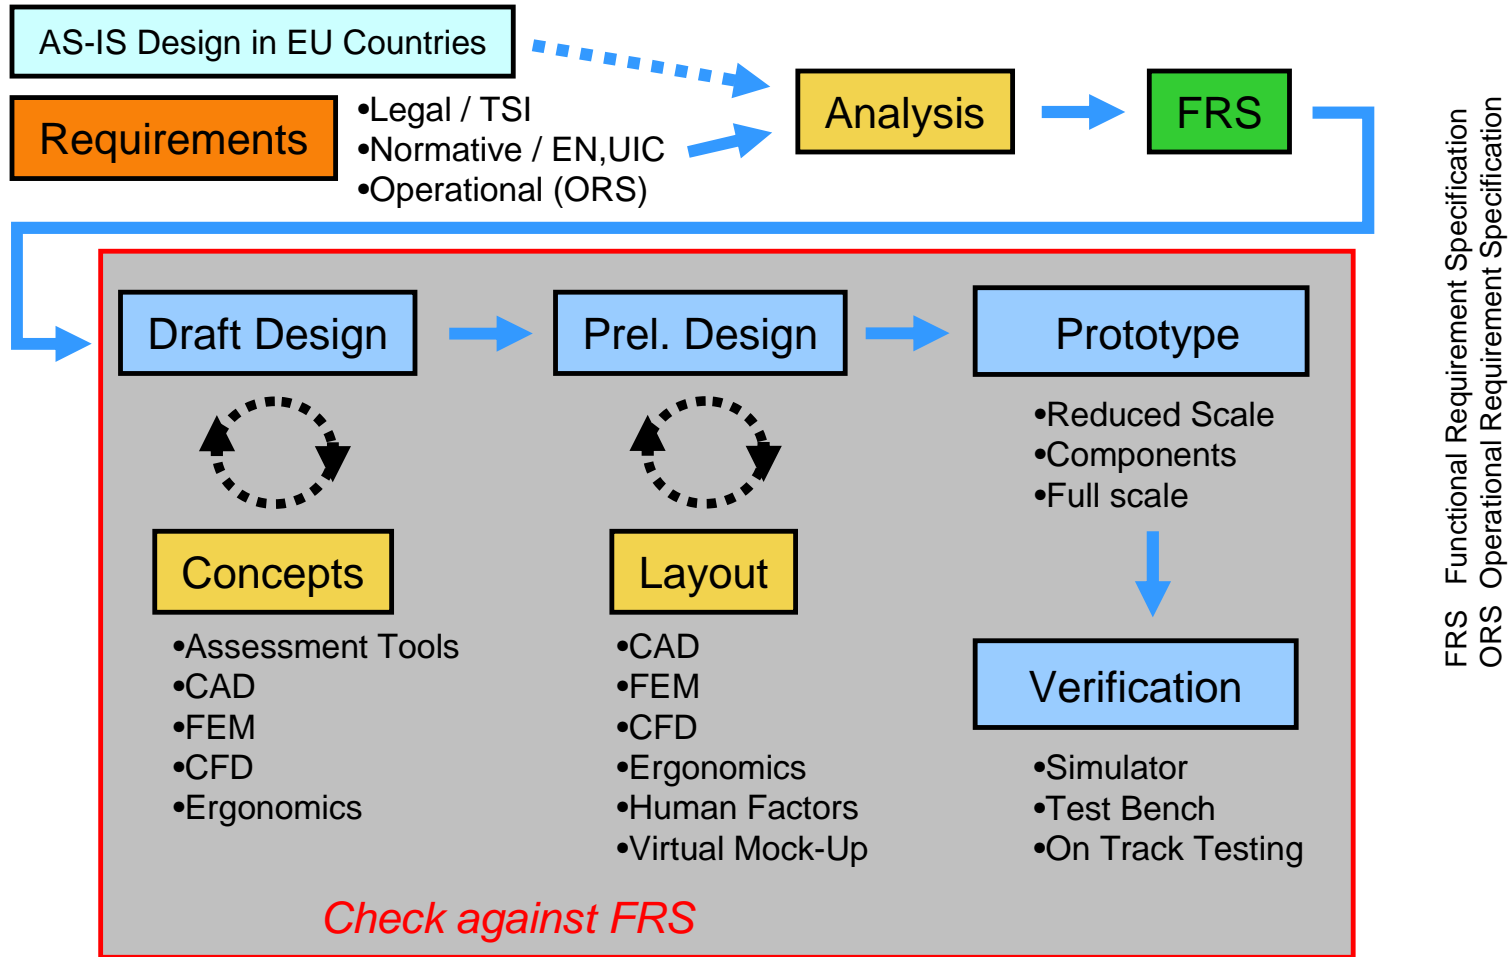 AS-IS Design in EU Countries
Requirements
•Legal / TSI
•Normative / EN,UIC
•Operational (ORS)
Analysis
FRS
Draft Design
Prel. Design
Prototype
•Reduced Scale
•Components
•Full scale
Concepts
•Assessment Tools
•CAD
•FEM
•CFD
•Ergonomics
Layout
•CAD
•FEM
•CFD
•Ergonomics
•Human Factors
•Virtual Mock-Up
Verification
•Simulator
•Test Bench
•On Track Testing
Check against FRS
FRS Functional Requirement Specification
ORS Operational Requirement Specification